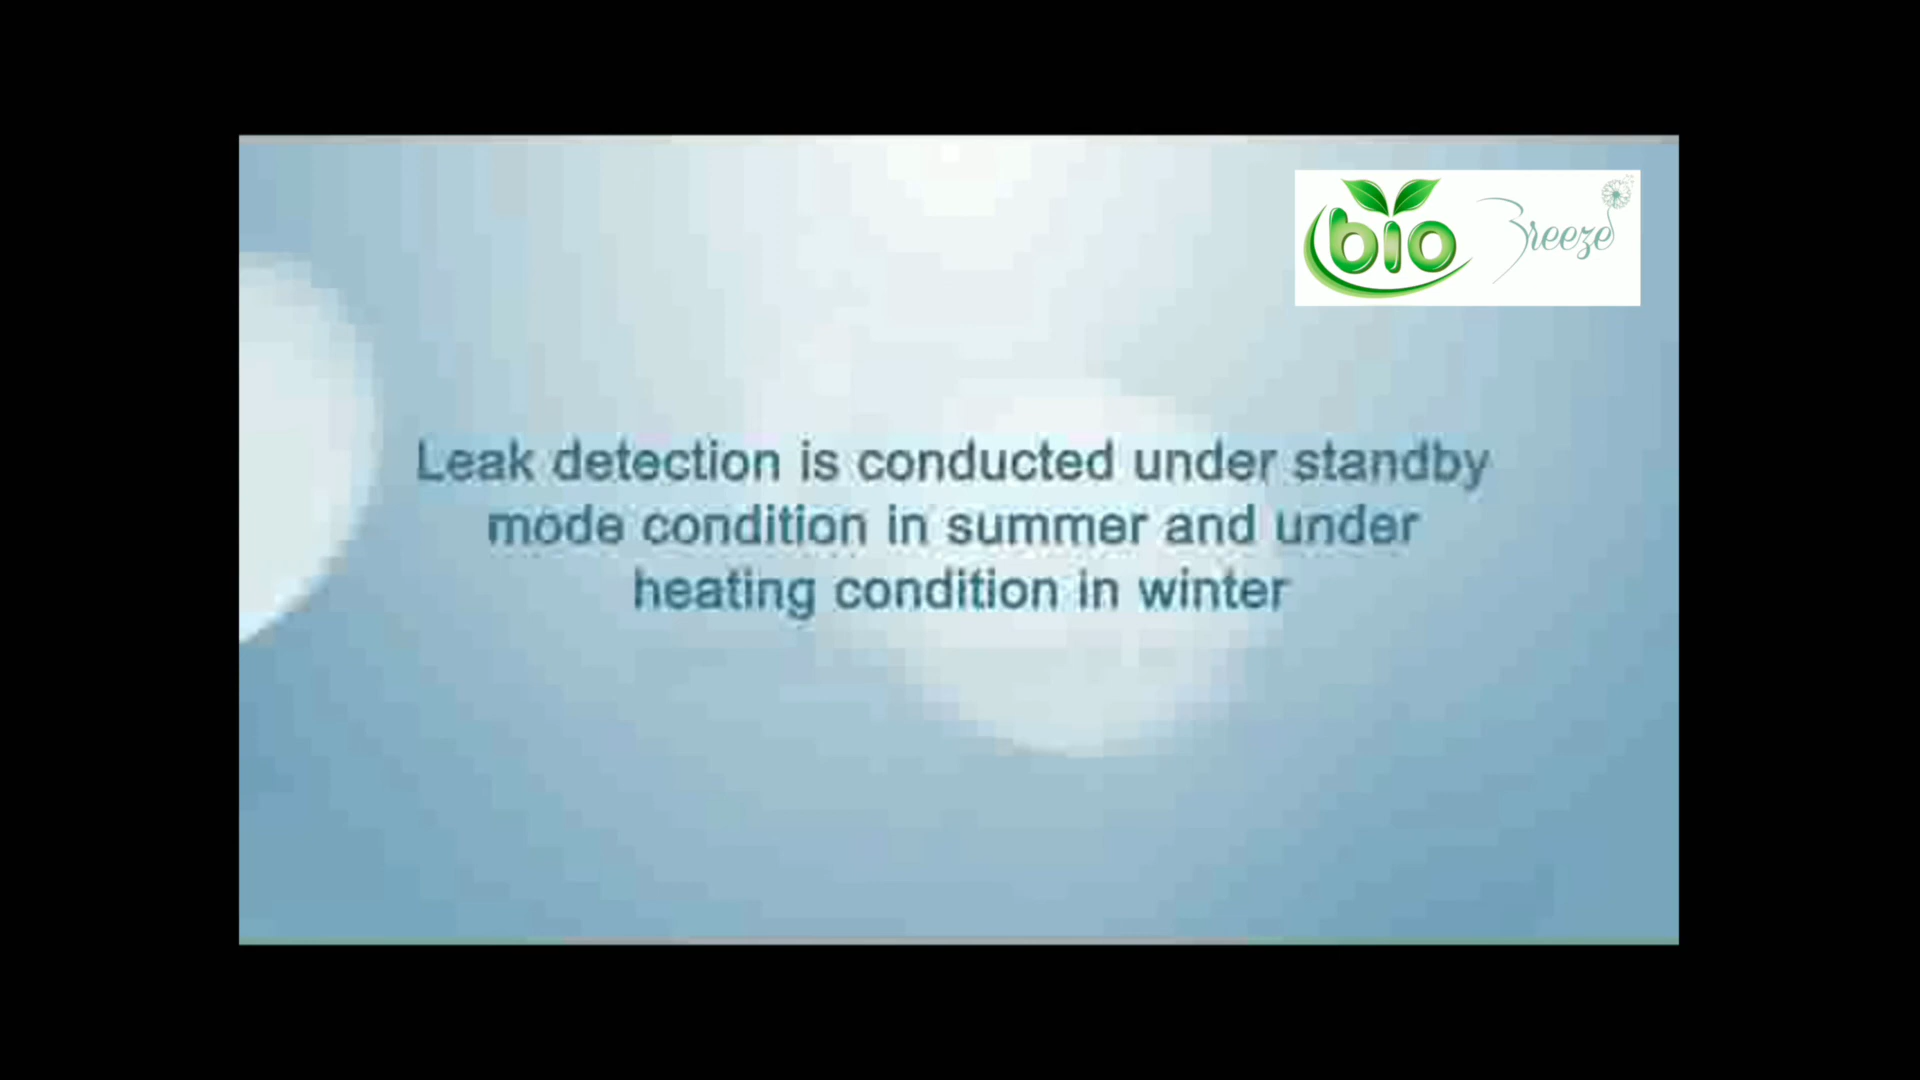 bio Breeze
Leak detection is conducted under standby
mode condition in summer and under
heating condition in winter